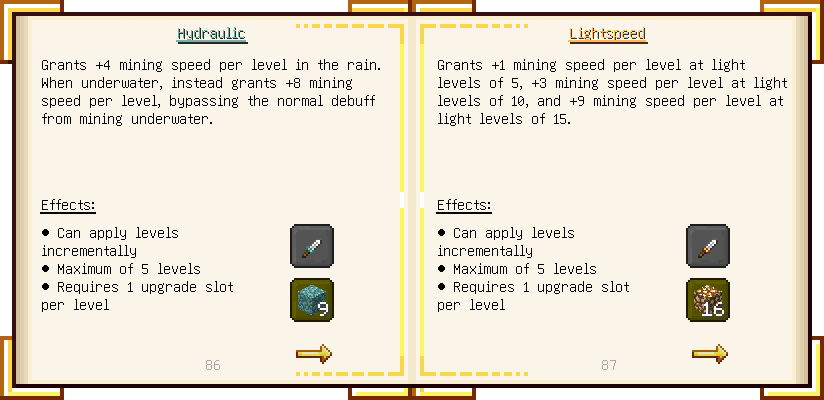 Hydraulic
Grants +4 mining speed per level in the rain.
When underwater, instead grants +8 mining
speed per level, bypassing the normal debuff
from mining underwater.
Effects:
• Can apply levels
incrementally
• Maximum of 5 levels
• Requires 1 upgrade slot
per level
9
86
Lightspeed
Grants +1 mining speed per level at light
levels of 5, +3 mining speed per level at light
levels of 10, and +9 mining speed per level at
light levels of 15.
Effects:
• Can apply levels
incrementally
• Maximum of 5 levels
• Requires 1 upgrade slot
per level
16
87